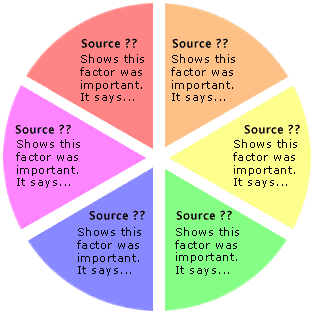 Source ??
Shows this
factor was
important.
It says...
Source ??
Shows this
factor was
important.
It says...
Source ??
Shows this
factor was
important.
It says...
Source ??
Shows this
factor was
important.
It says...
Source ??
Shows this
factor was
important.
It says...
Source ??
Shows this
factor was
important.
It says...